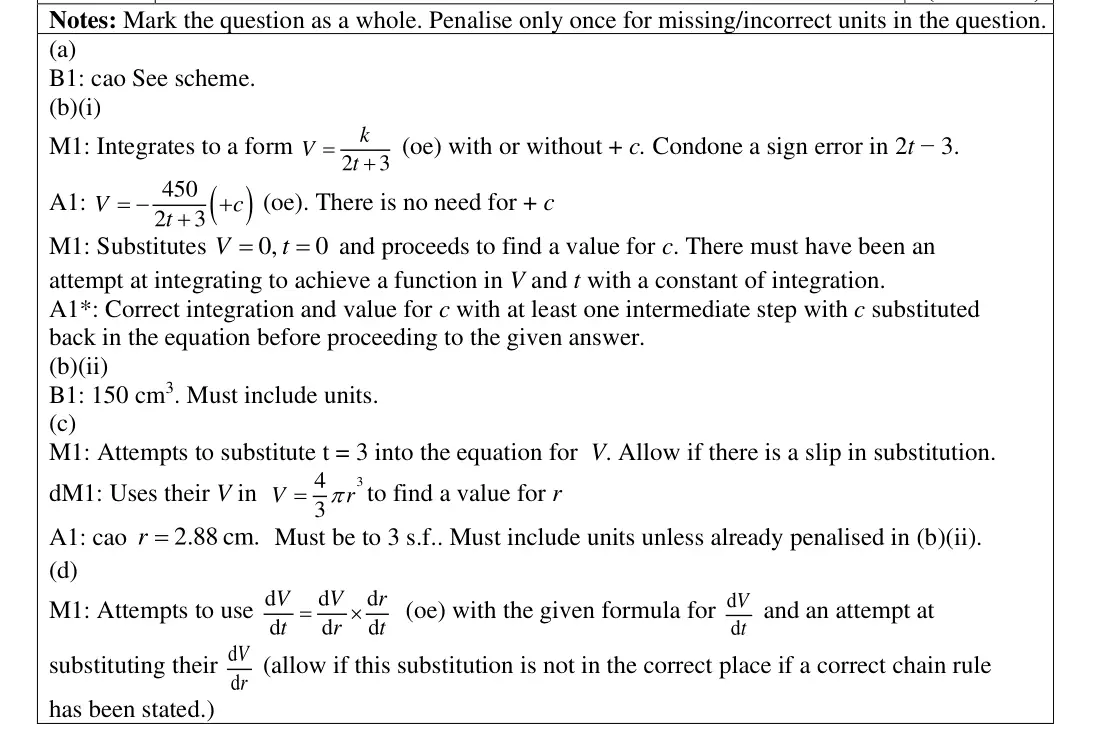 Notes: Mark the question as a whole. Penalise only once for missing/incorrect units in the question.
(a)
B1: cao See scheme.
(b)(i)
M1: Integrates to a form V = k/(2t + 3) (oe) with or without + c. Condone a sign error in 2t − 3.
A1: V = − 450/(2t + 3) (+c) (oe). There is no need for + c
M1: Substitutes V = 0, t = 0 and proceeds to find a value for c. There must have been an
attempt at integrating to achieve a function in V and t with a constant of integration.
A1*: Correct integration and value for c with at least one intermediate step with c substituted
back in the equation before proceeding to the given answer.
(b)(ii)
B1: 150 cm³. Must include units.
(c)
M1: Attempts to substitute t = 3 into the equation for V. Allow if there is a slip in substitution.
dM1: Uses their V in V = 4/3 πr³ to find a value for r
A1: cao r = 2.88 cm. Must be to 3 s.f.. Must include units unless already penalised in (b)(ii).
(d)
M1: Attempts to use dV/dt = dV/dr × dr/dt (oe) with the given formula for dV/dt and an attempt at
substituting their dV/dr (allow if this substitution is not in the correct place if a correct chain rule
has been stated.)